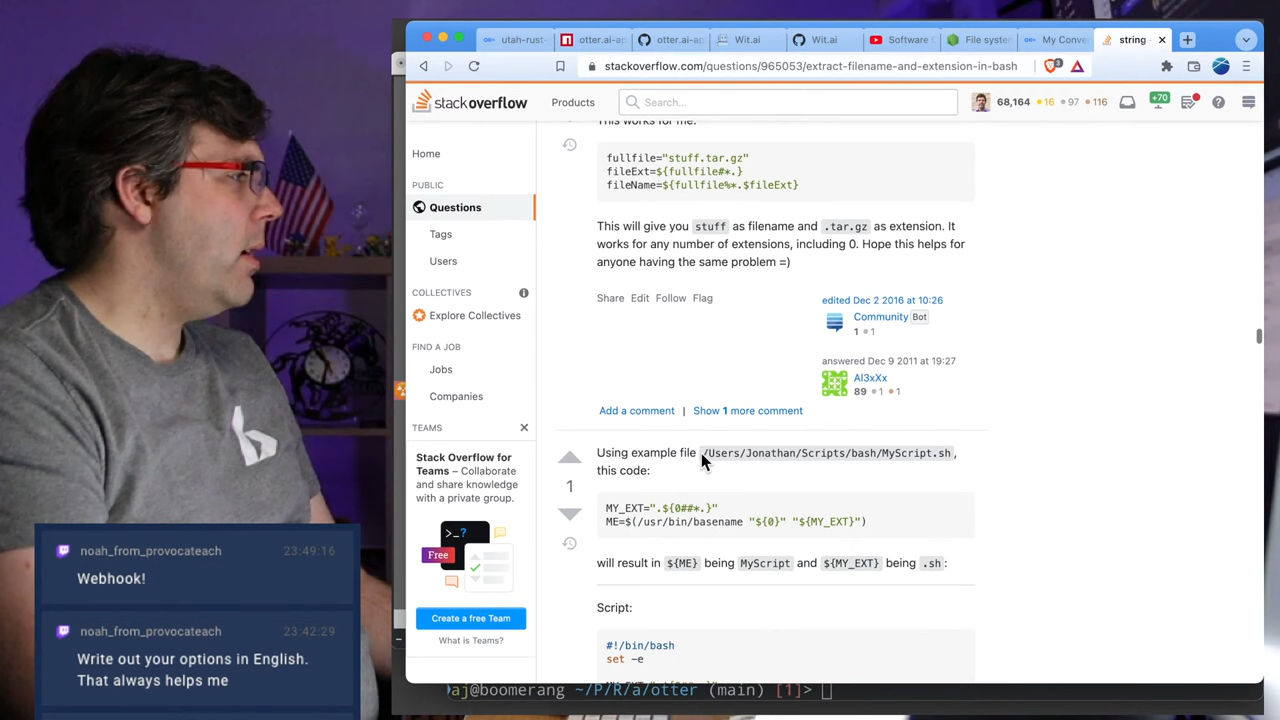 utah-rust-
otter.ai-ap
otter.ai-ap
Wit.ai
Wit.ai
Software
File system
My Conver
string
stackoverflow.com/questions/965053/extract-filename-and-extension-in-bash
3
stackoverflow
Products
Search...
68,164
16
97
116
+70
Home
PUBLIC
Questions
Tags
Users
COLLECTIVES
Explore Collectives
FIND A JOB
Jobs
Companies
TEAMS
Stack Overflow for
Teams – Collaborate
and share knowledge
with a private group.
>_?
Free
Create a free Team
What is Teams?
This works for me:
fullfile="stuff.tar.gz"
fileExt=${fullfile#*.}
fileName=${fullfile%*.$fileExt}
This will give you stuff as filename and .tar.gz as extension. It
works for any number of extensions, including 0. Hope this helps for
anyone having the same problem =)
Share Edit Follow Flag
edited Dec 2 2016 at 10:26
Community Bot
1 1
answered Dec 9 2011 at 19:27
Al3xXx
89 1 1
Add a comment | Show 1 more comment
1
Using example file /Users/Jonathan/Scripts/bash/MyScript.sh,
this code:
MY_EXT=".${0##*.}"
ME=$(/usr/bin/basename "${0}" "${MY_EXT}")
will result in ${ME} being MyScript and ${MY_EXT} being .sh:
Script:
#!/bin/bash
set -e
aj@boomerang ~/P/R/a/otter (main) [1]>
noah_from_provocateach 23:49:16
Webhook!
noah_from_provocateach 23:42:29
Write out your options in English.
That always helps me